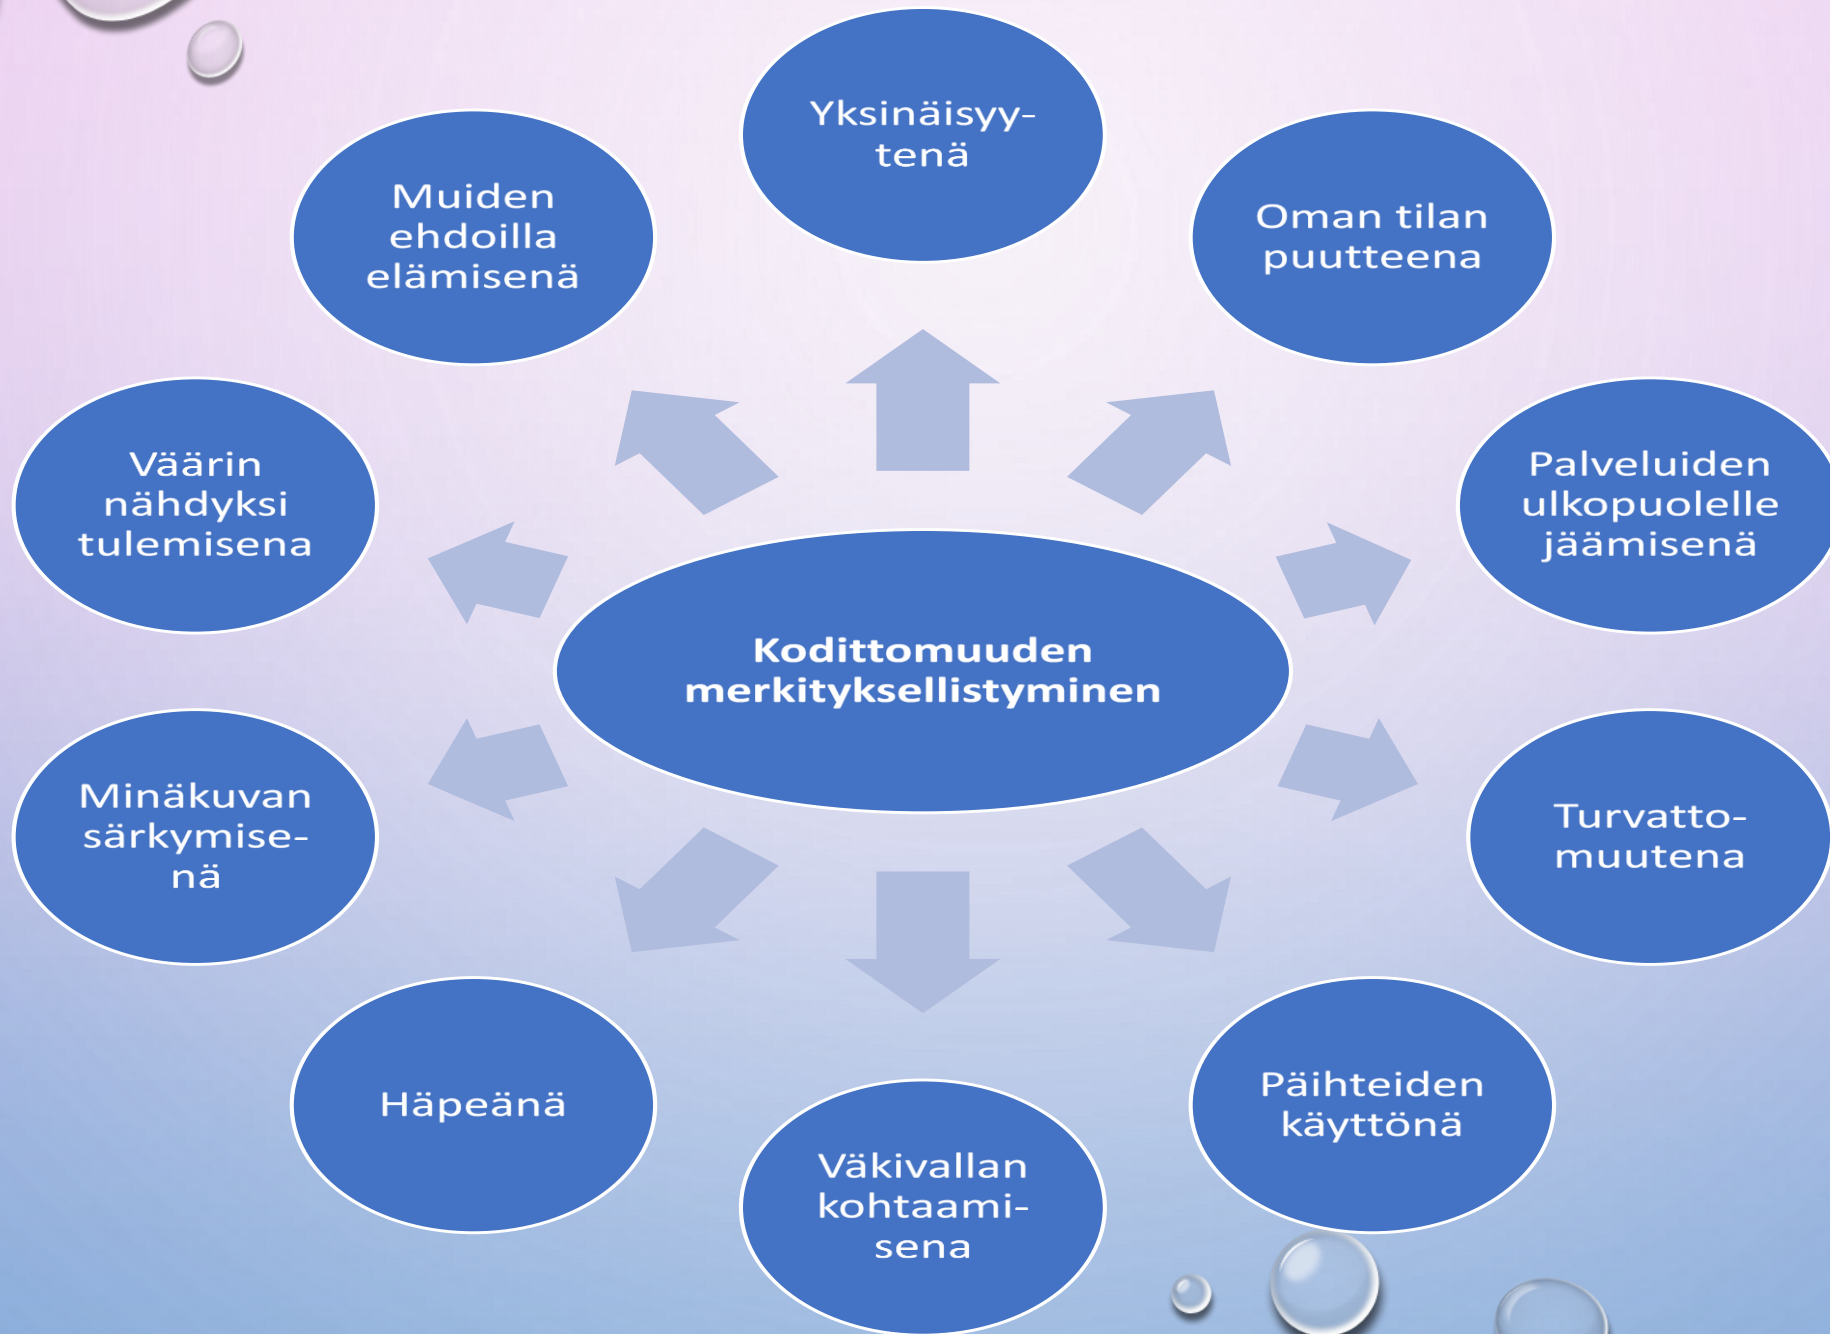 Yksinäisyy-
tenä
Muiden
ehdoilla
elämisenä
Oman tilan
puutteena
Väärin
nähdyksi
tulemisena
Palveluiden
ulkopuolelle
jäämisenä
Kodittomuuden
merkityksellistyminen
Minäkuvan
särkymise-
nä
Turvatto-
muutena
Häpeänä
Päihteiden
käyttönä
Väkivallan
kohtaami-
sena